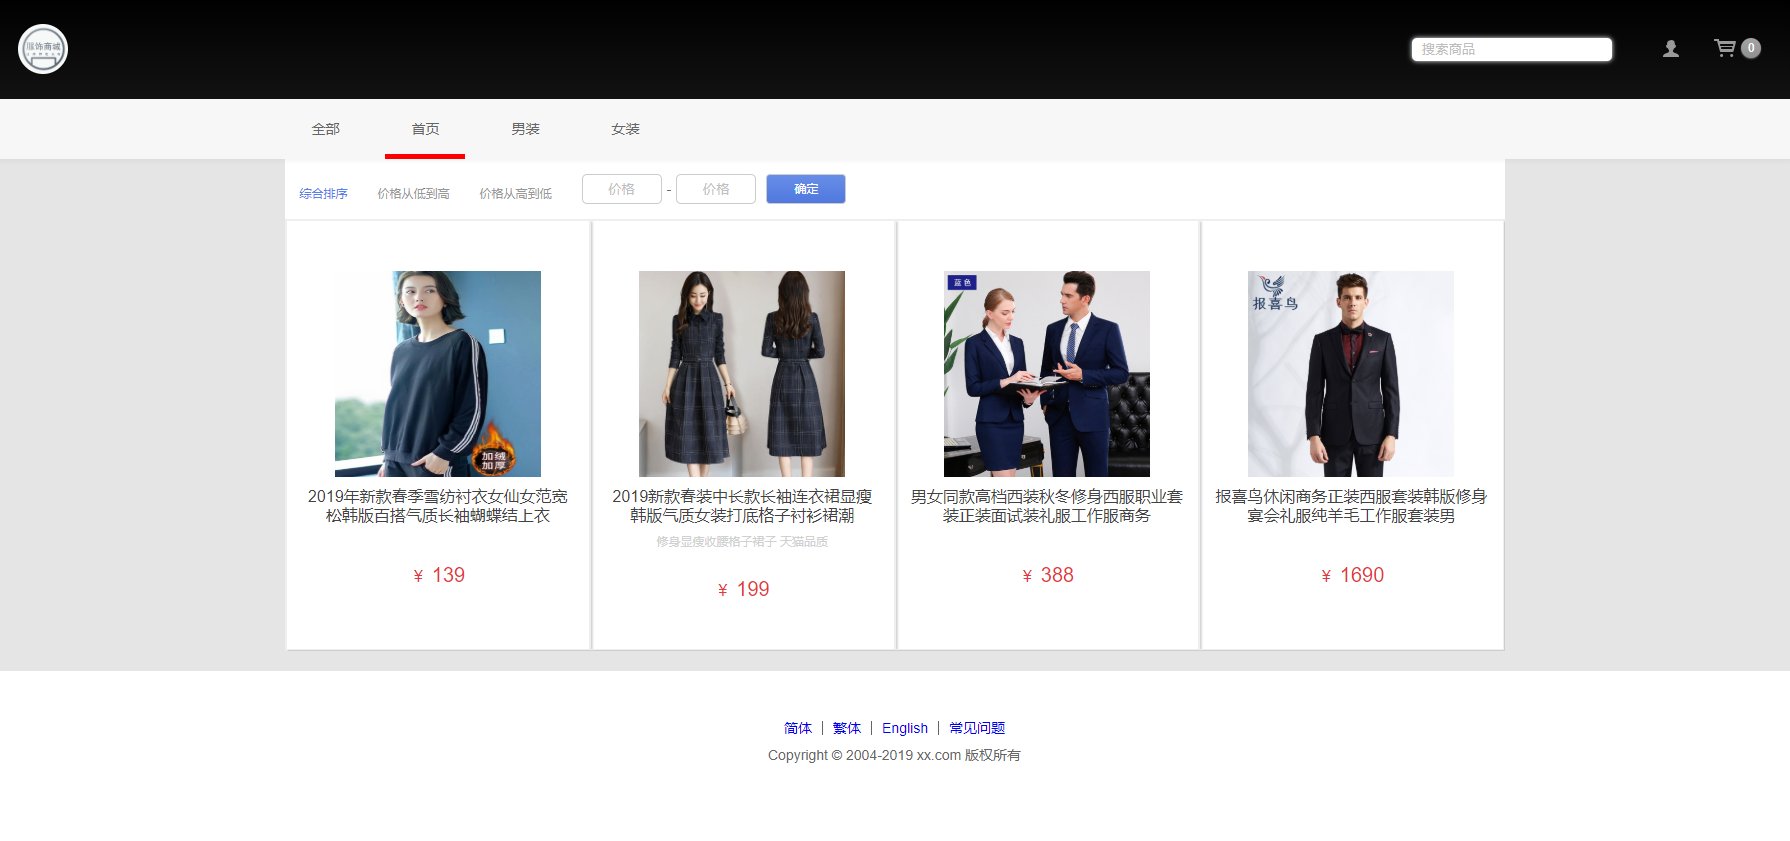 服饰商城
搜索商品
0
全部
首页
男装
女装
综合排序
价格从低到高
价格从高到低
价格
-
价格
确定
加绒
加厚
蓝色
报喜鸟
2019年新款春季雪纺衬衣女仙女范宽
松韩版百搭气质长袖蝴蝶结上衣
¥ 139
2019新款春装中长款长袖连衣裙显瘦
韩版气质女装打底格子衬衫裙潮
修身显瘦收腰格子裙子 天猫品质
¥ 199
男女同款高档西装秋冬修身西服职业套
装正装面试装礼服工作服商务
¥ 388
报喜鸟休闲商务正装西服套装韩版修身
宴会礼服纯羊毛工作服套装男
¥ 1690
简体 | 繁体 | English | 常见问题
Copyright © 2004-2019 xx.com 版权所有